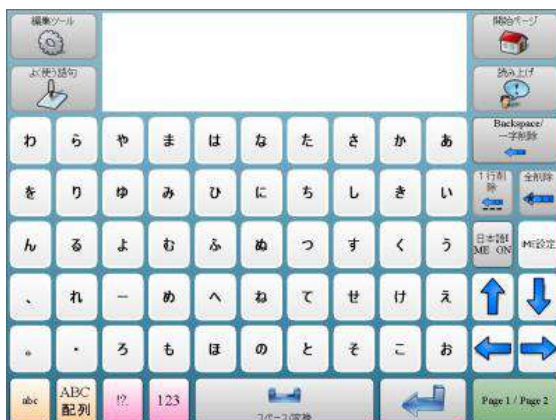 編集ツール
開始ページ
よく使う語句
読み上げ
わ ら や ま は な た さ か あ
Backspace/
一字削除
を り ゆ み ひ に ち し き い
1行削
除
全削除
ん る よ む ふ ぬ つ す く う
日本語I
ME ON
IME設定
、 れ ー め へ ね て せ け え
。 ・ ろ も ほ の と そ こ お
abc
ABC
配列
!?.
123
スペース/変換
Page 1 / Page 2